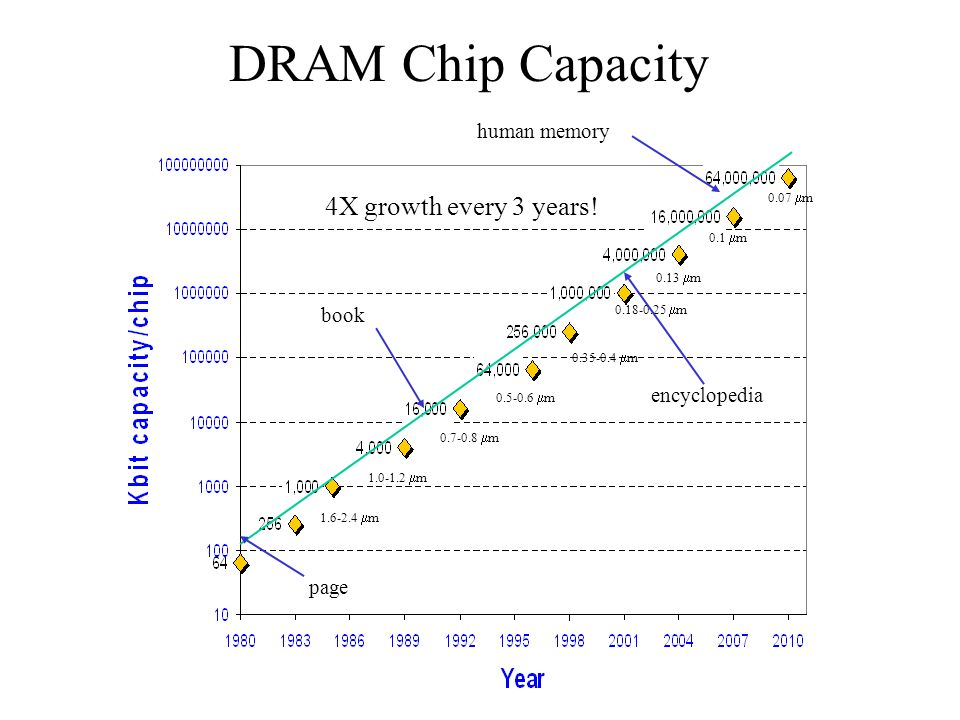 DRAM Chip Capacity
human memory
100000000
64,000,000
0.07 μm
4X growth every 3 years!
16,000,000
10000000
0.1 μm
4,000,000
0.13 μm
1000000
1,000,000
0.18-0.25 μm
book
256,000
100000
0.35-0.4 μm
64,000
encyclopedia
0.5-0.6 μm
16,000
10000
0.7-0.8 μm
4,000
1.0-1.2 μm
1000
1,000
1.6-2.4 μm
256
100
64
page
10
Kbit capacity/chip
1980 1983 1986 1989 1992 1995 1998 2001 2004 2007 2010
Year